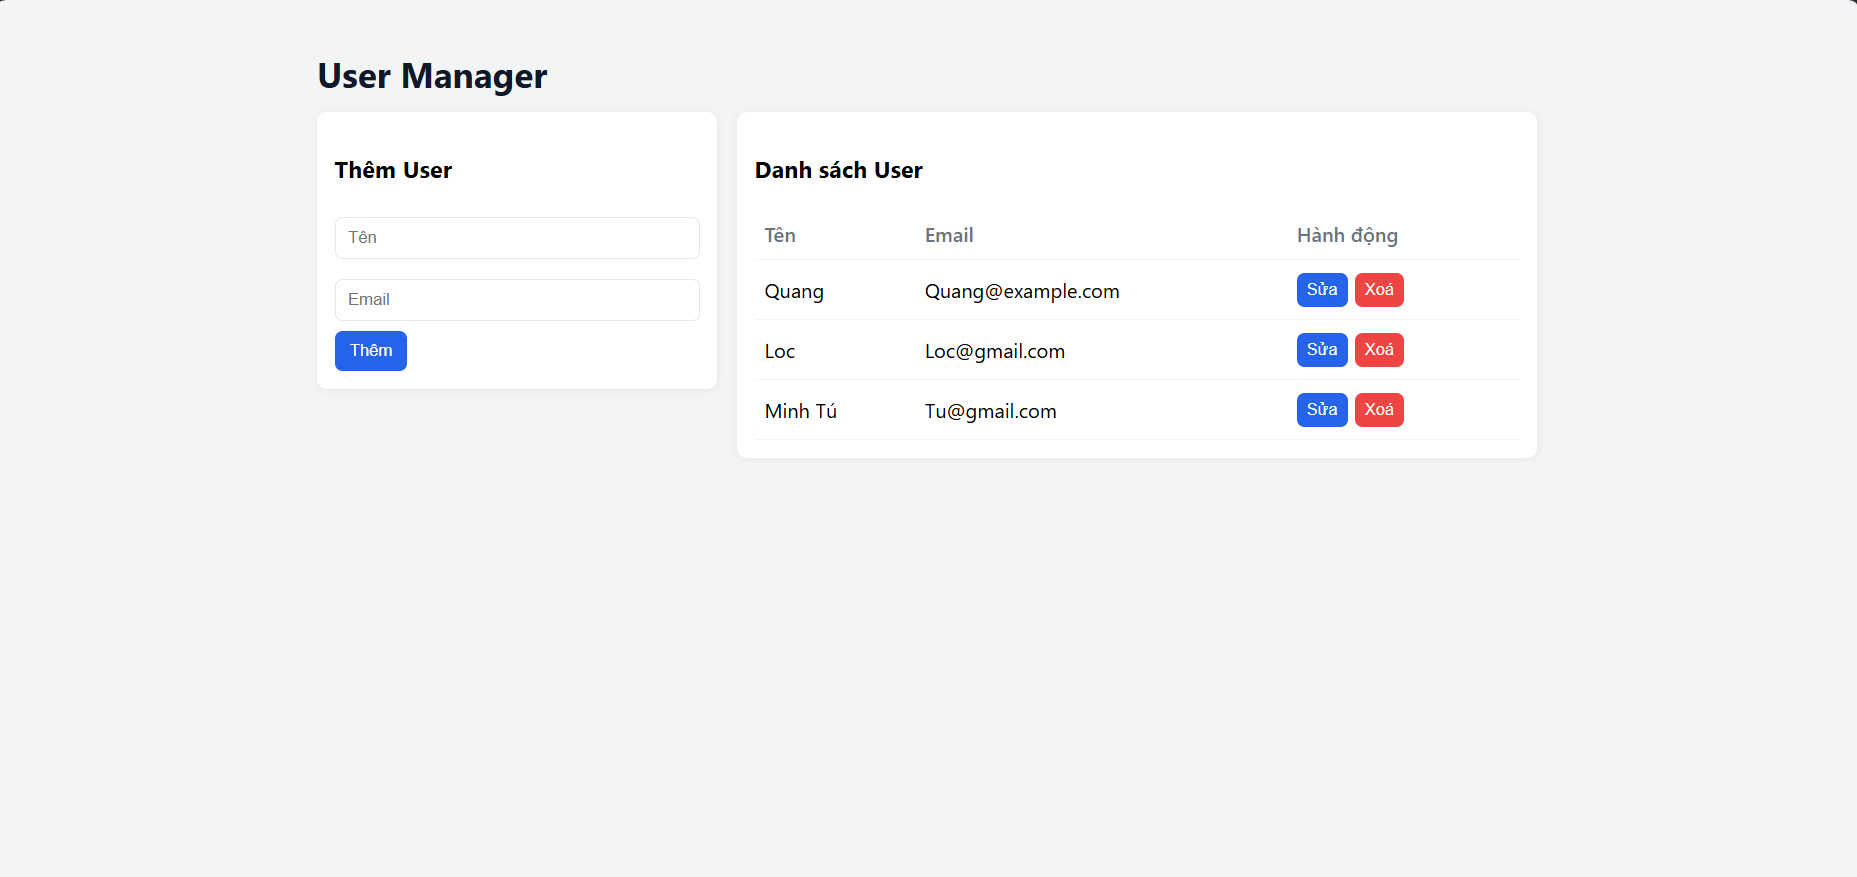 User Manager
Thêm User
Tên
Email
Thêm
Danh sách User
Tên Email Hành động
Quang Quang@example.com Sửa Xoá
Loc Loc@gmail.com Sửa Xoá
Minh Tú Tu@gmail.com Sửa Xoá